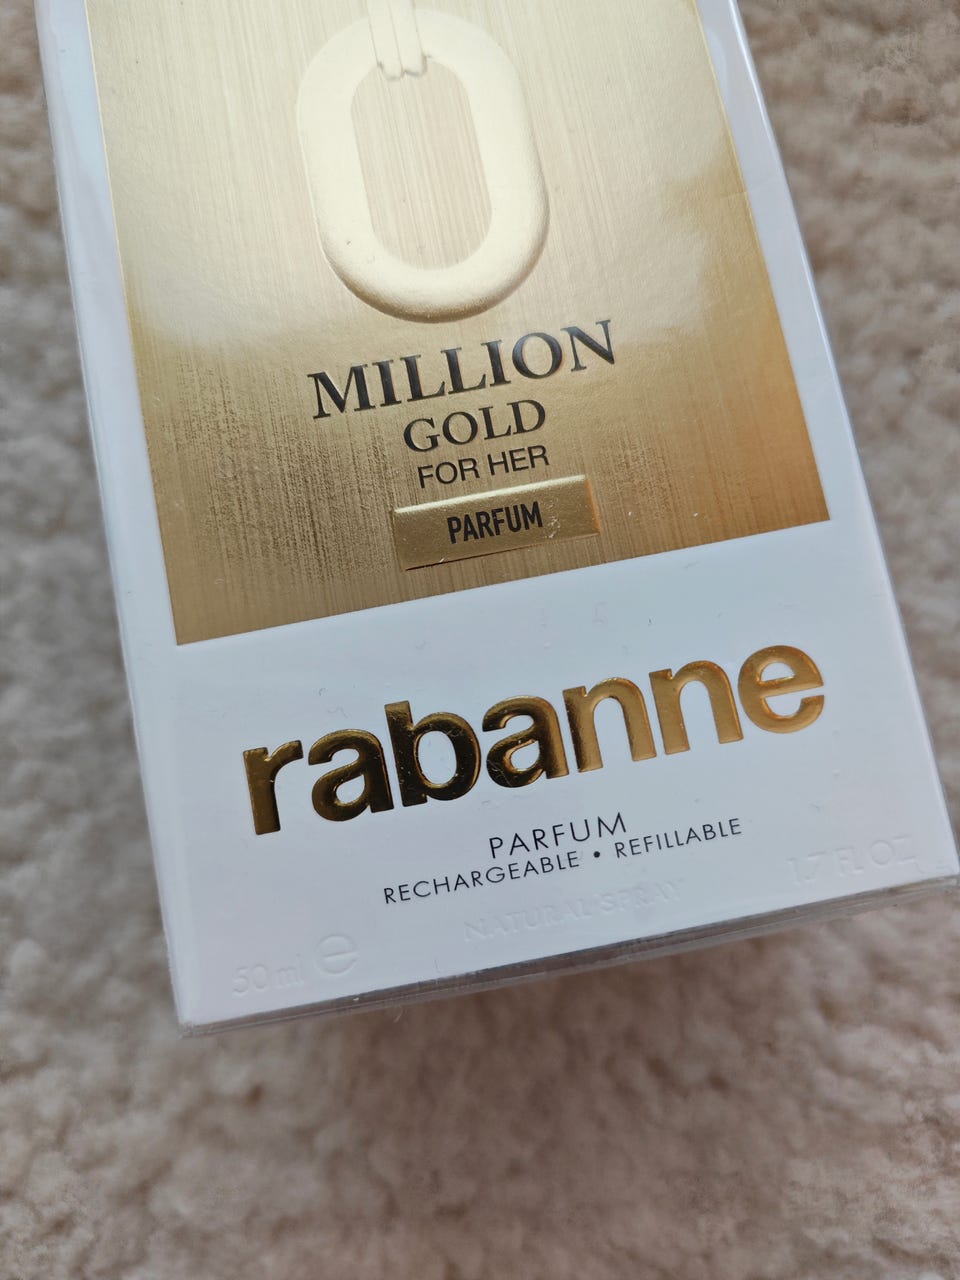 MILLION
GOLD
FOR HER
PARFUM
rabanne
PARFUM
RECHARGEABLE • REFILLABLE
NATURAL SPRAY
50 ml e
1.7 FL OZ